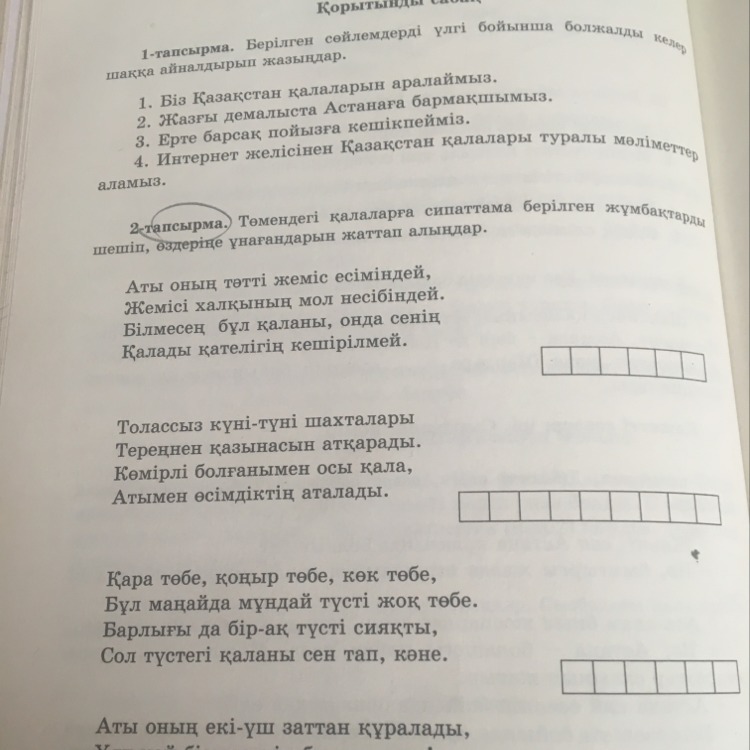 Қорытынды сабақ
1-тапсырма. Берілген сөйлемдерді үлгі бойынша болжалды келер
шаққа айналдырып жазыңдар.
1. Біз Қазақстан қалаларын аралаймыз.
2. Жазғы демалыста Астанаға бармақшымыз.
3. Ерте барсақ пойызға кешікпейміз.
4. Интернет желісінен Қазақстан қалалары туралы мәліметтер
аламыз.
2-тапсырма. Төмендегі қалаларға сипаттама берілген жұмбақтарды
шешіп, өздеріңе ұнағандарын жаттап алыңдар.
Аты оның тәтті жеміс есіміндей,
Жемісі халқының мол несібіндей.
Білмесең бұл қаланы, онда сенің
Қалады қателігің кешірілмей.
Толассыз күні-түні шахталары
Тереңнен қазынасын атқарады.
Көмірлі болғанымен осы қала,
Атымен өсімдіктің аталады.
Қара төбе, қоңыр төбе, көк төбе,
Бұл маңайда мұндай түсті жоқ төбе.
Барлығы да бір-ақ түсті сияқты,
Сол түстегі қаланы сен тап, кәне.
Аты оның екі-үш заттан құралады,